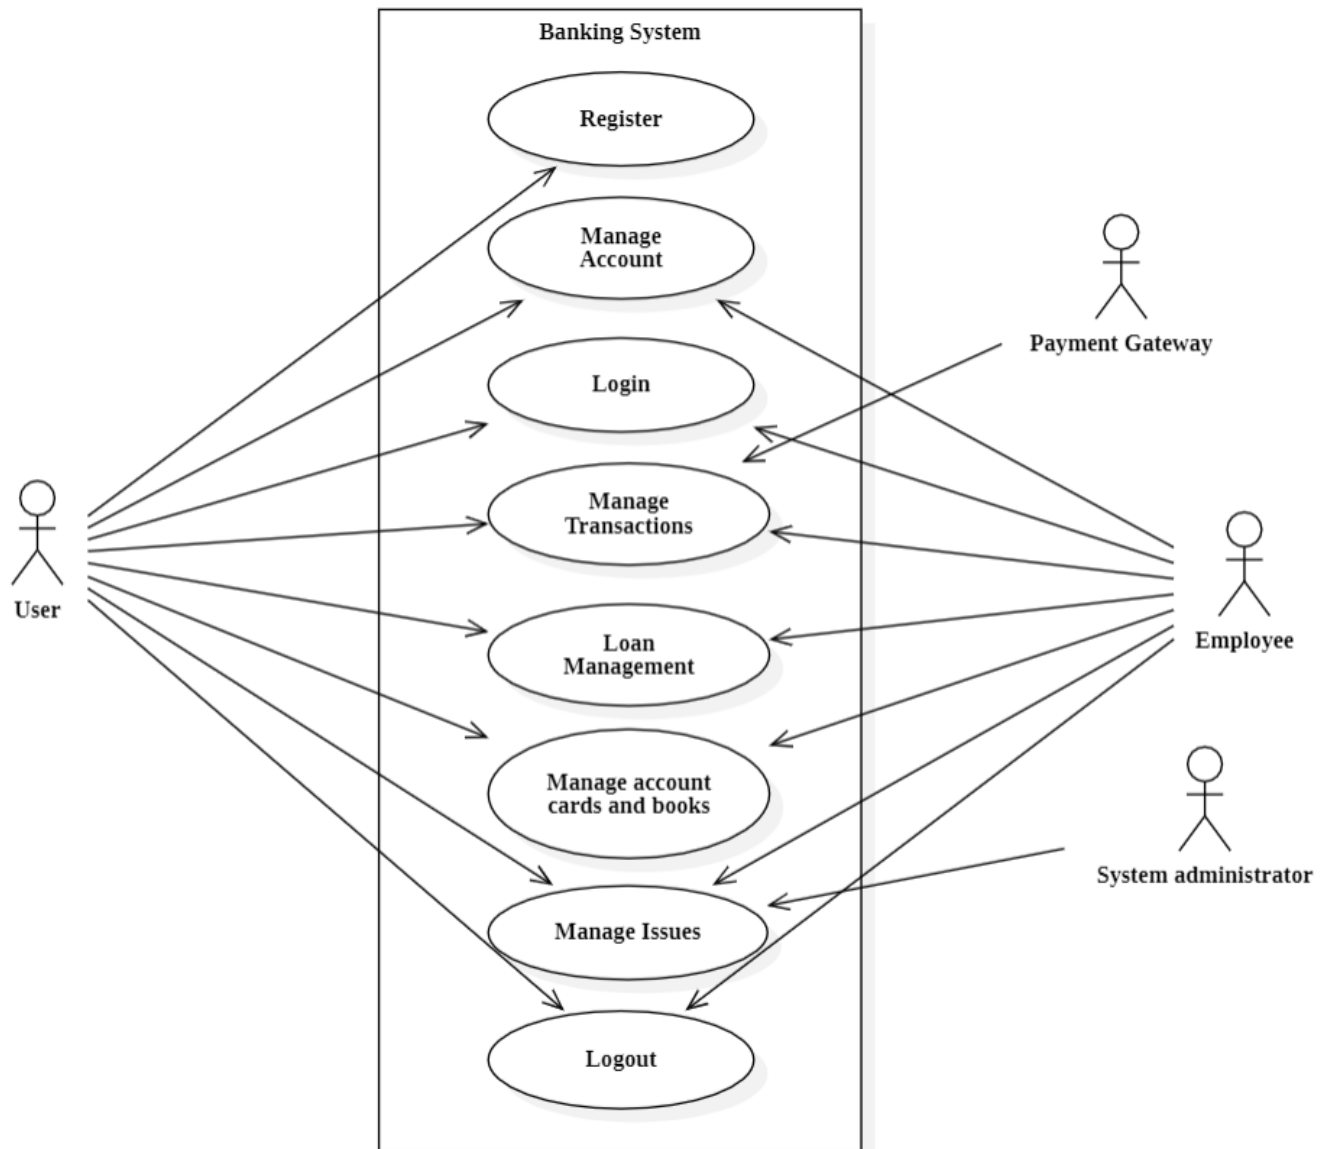 Banking System
Register
Manage
Account
Payment Gateway
Login
Manage
Transactions
User
Employee
Loan
Management
Manage account
cards and books
System administrator
Manage Issues
Logout